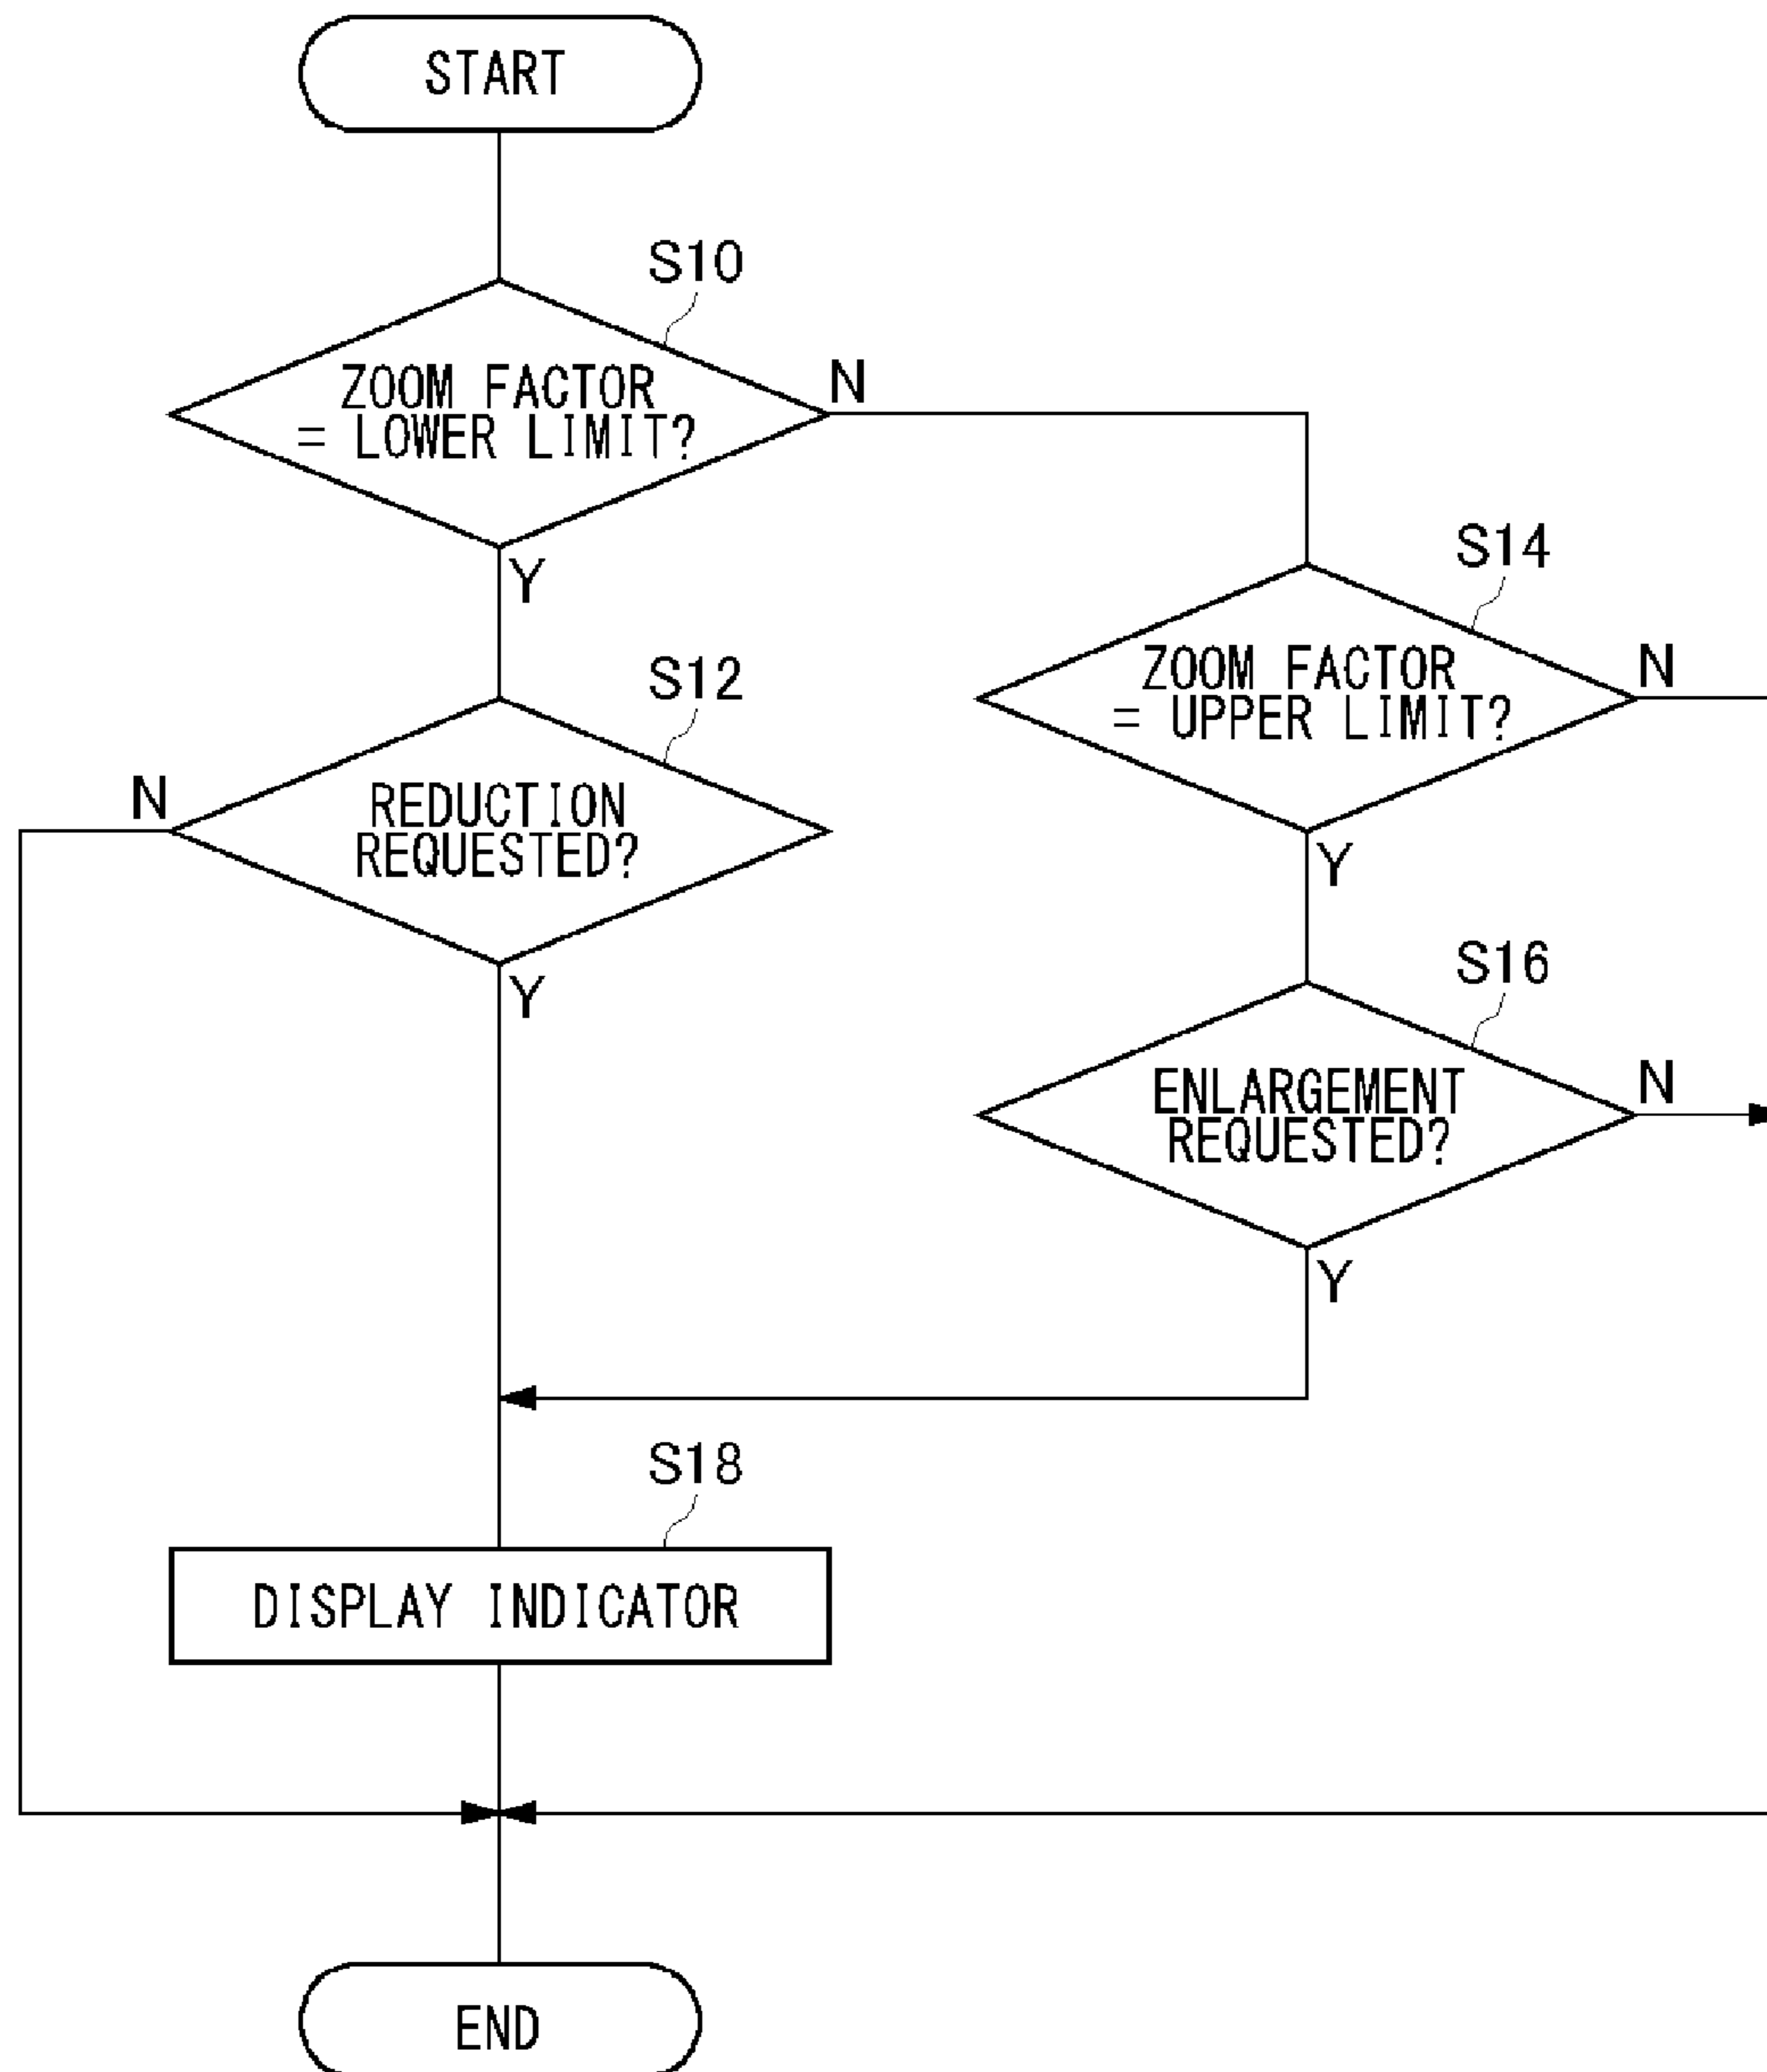 START
S10
ZOOM FACTOR
= LOWER LIMIT?
N
Y
S14
ZOOM FACTOR
= UPPER LIMIT?
N
Y
S12
REDUCTION
REQUESTED?
N
Y
S16
ENLARGEMENT
REQUESTED?
N
Y
S18
DISPLAY INDICATOR
END